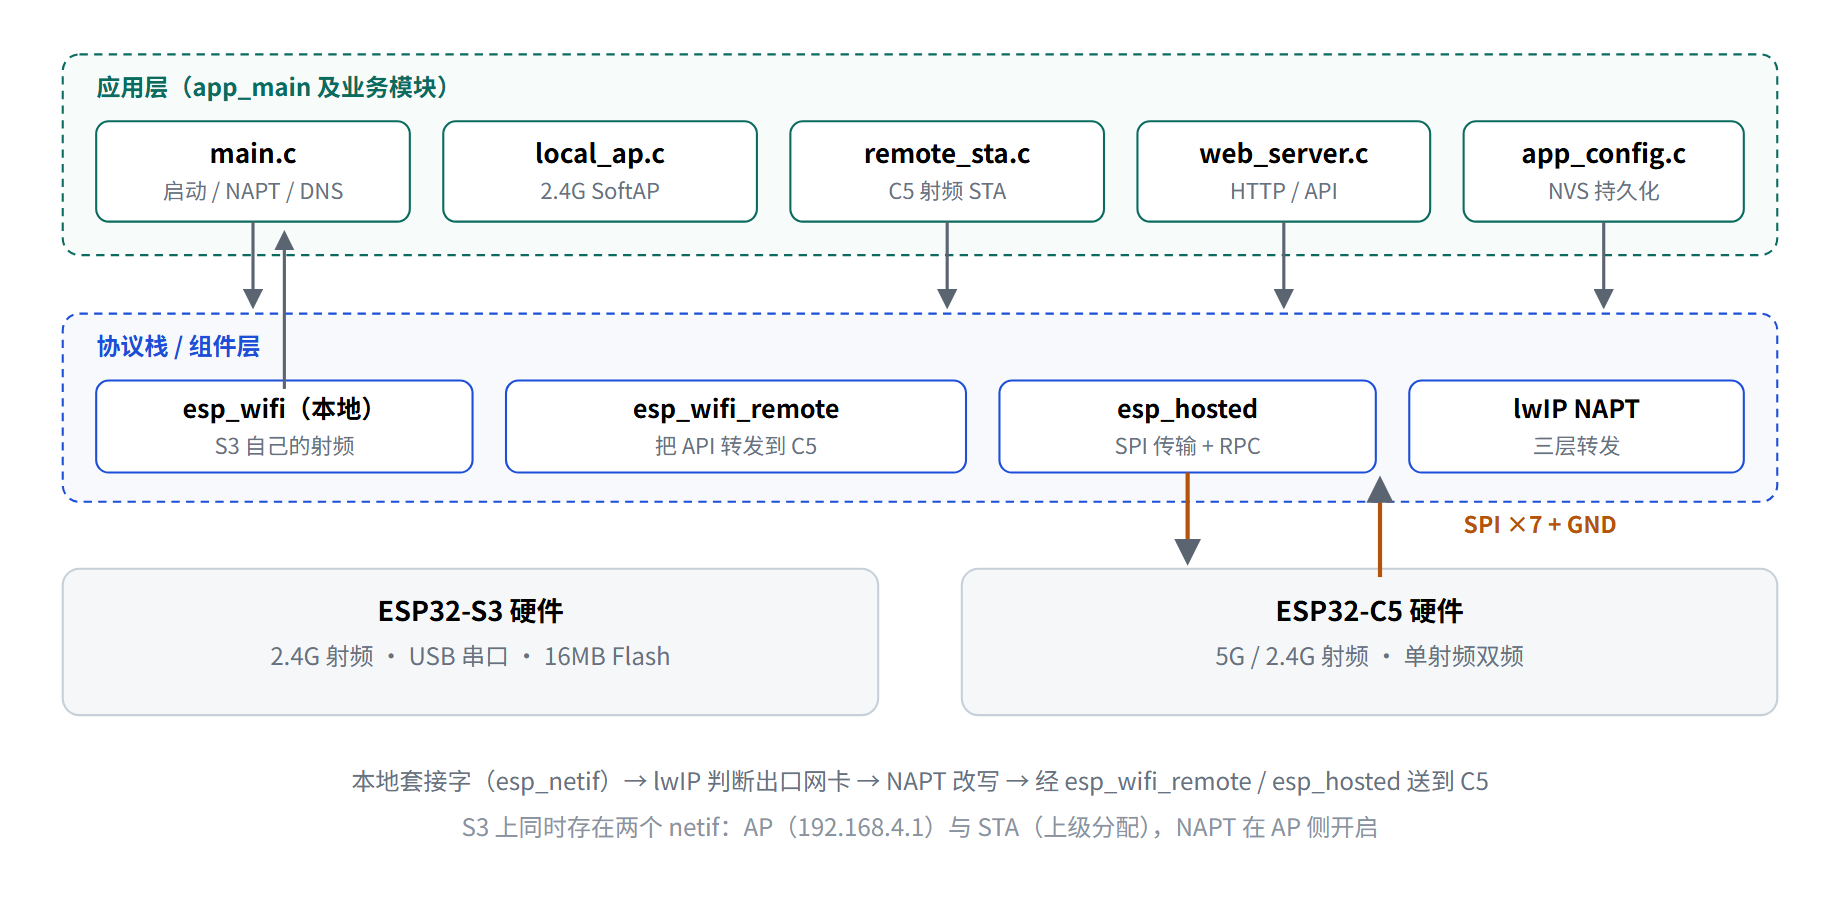 应用层（app_main 及业务模块）
main.c
启动 / NAPT / DNS
local_ap.c
2.4G SoftAP
remote_sta.c
C5 射频 STA
web_server.c
HTTP / API
app_config.c
NVS 持久化
协议栈 / 组件层
esp_wifi（本地）
S3 自己的射频
esp_wifi_remote
把 API 转发到 C5
esp_hosted
SPI 传输 + RPC
lwIP NAPT
三层转发
SPI ×7 + GND
ESP32-S3 硬件
2.4G 射频 • USB 串口 • 16MB Flash
ESP32-C5 硬件
5G / 2.4G 射频 • 单射频双频
本地套接字（esp_netif）→ lwIP 判断出口网卡 → NAPT 改写 → 经 esp_wifi_remote / esp_hosted 送到 C5
S3 上同时存在两个 netif：AP（192.168.4.1）与 STA（上级分配），NAPT 在 AP 侧开启